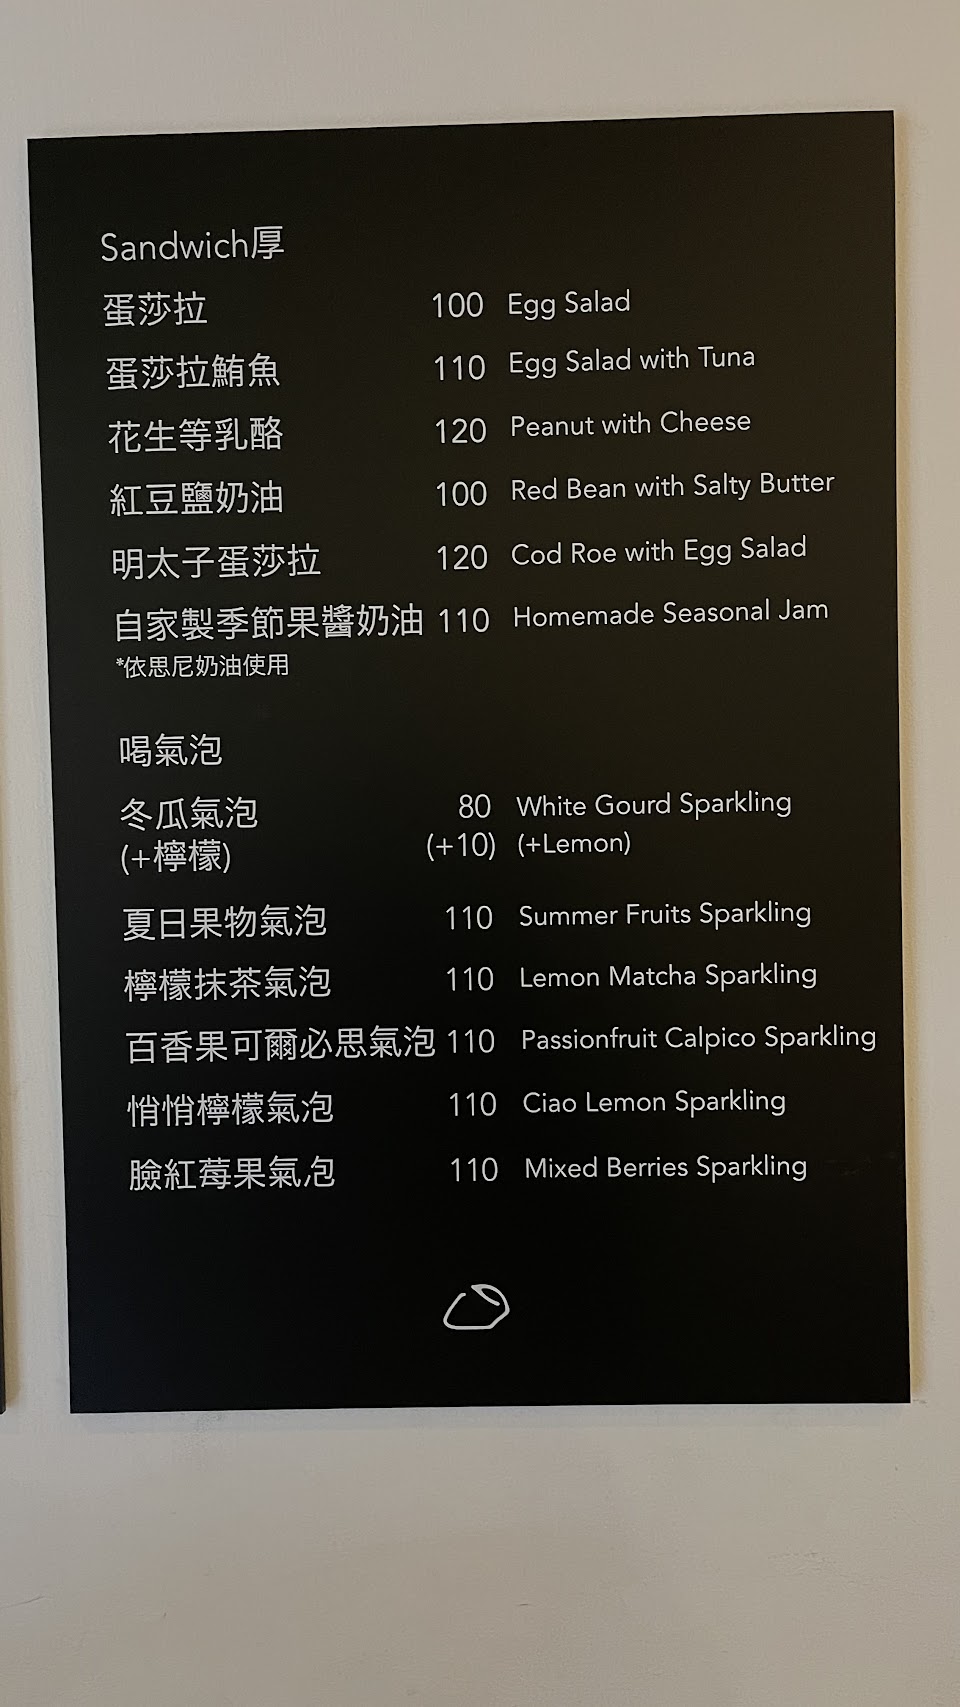 Sandwich厚
蛋莎拉 100 Egg Salad
蛋莎拉鮪魚 110 Egg Salad with Tuna
花生等乳酪 120 Peanut with Cheese
紅豆鹽奶油 100 Red Bean with Salty Butter
明太子蛋莎拉 120 Cod Roe with Egg Salad
自家製季節果醬奶油 110 Homemade Seasonal Jam
*依思尼奶油使用
喝氣泡
冬瓜氣泡 80 White Gourd Sparkling
(+檸檬) (+10) (+Lemon)
夏日果物氣泡 110 Summer Fruits Sparkling
檸檬抹茶氣泡 110 Lemon Matcha Sparkling
百香果可爾必思氣泡 110 Passionfruit Calpico Sparkling
悄悄檸檬氣泡 110 Ciao Lemon Sparkling
臉紅莓果氣泡 110 Mixed Berries Sparkling